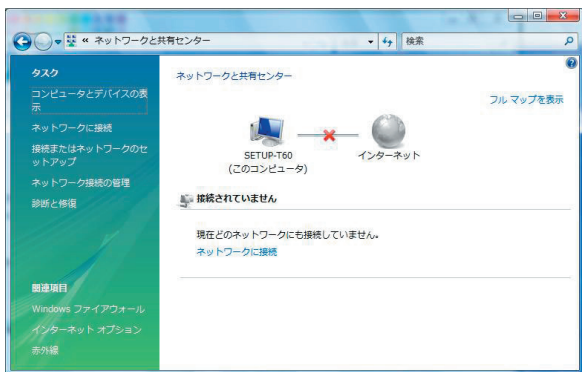 « ネットワークと共有センター
検索
タスク
コンピュータとデバイスの表
示
ネットワークに接続
接続またはネットワークのセ
ットアップ
ネットワーク接続の管理
診断と修復
関連項目
Windows ファイアウォール
インターネット オプション
赤外線
ネットワークと共有センター
フル マップを表示
SETUP-T60
(このコンピュータ)
インターネット
接続されていません
現在どのネットワークにも接続していません。
ネットワークに接続